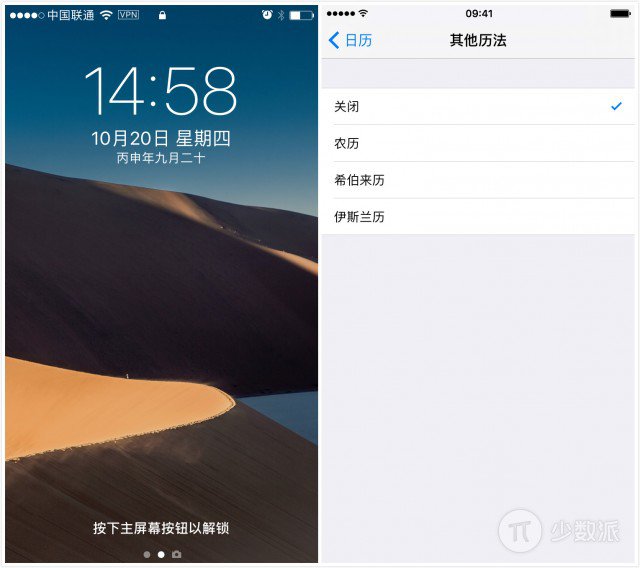 中国联通 VPN
14:58
10月20日 星期四
丙申年九月二十
按下主屏幕按钮以解锁
09:41
日历 其他历法
关闭
农历
希伯来历
伊斯兰历
π 少数派